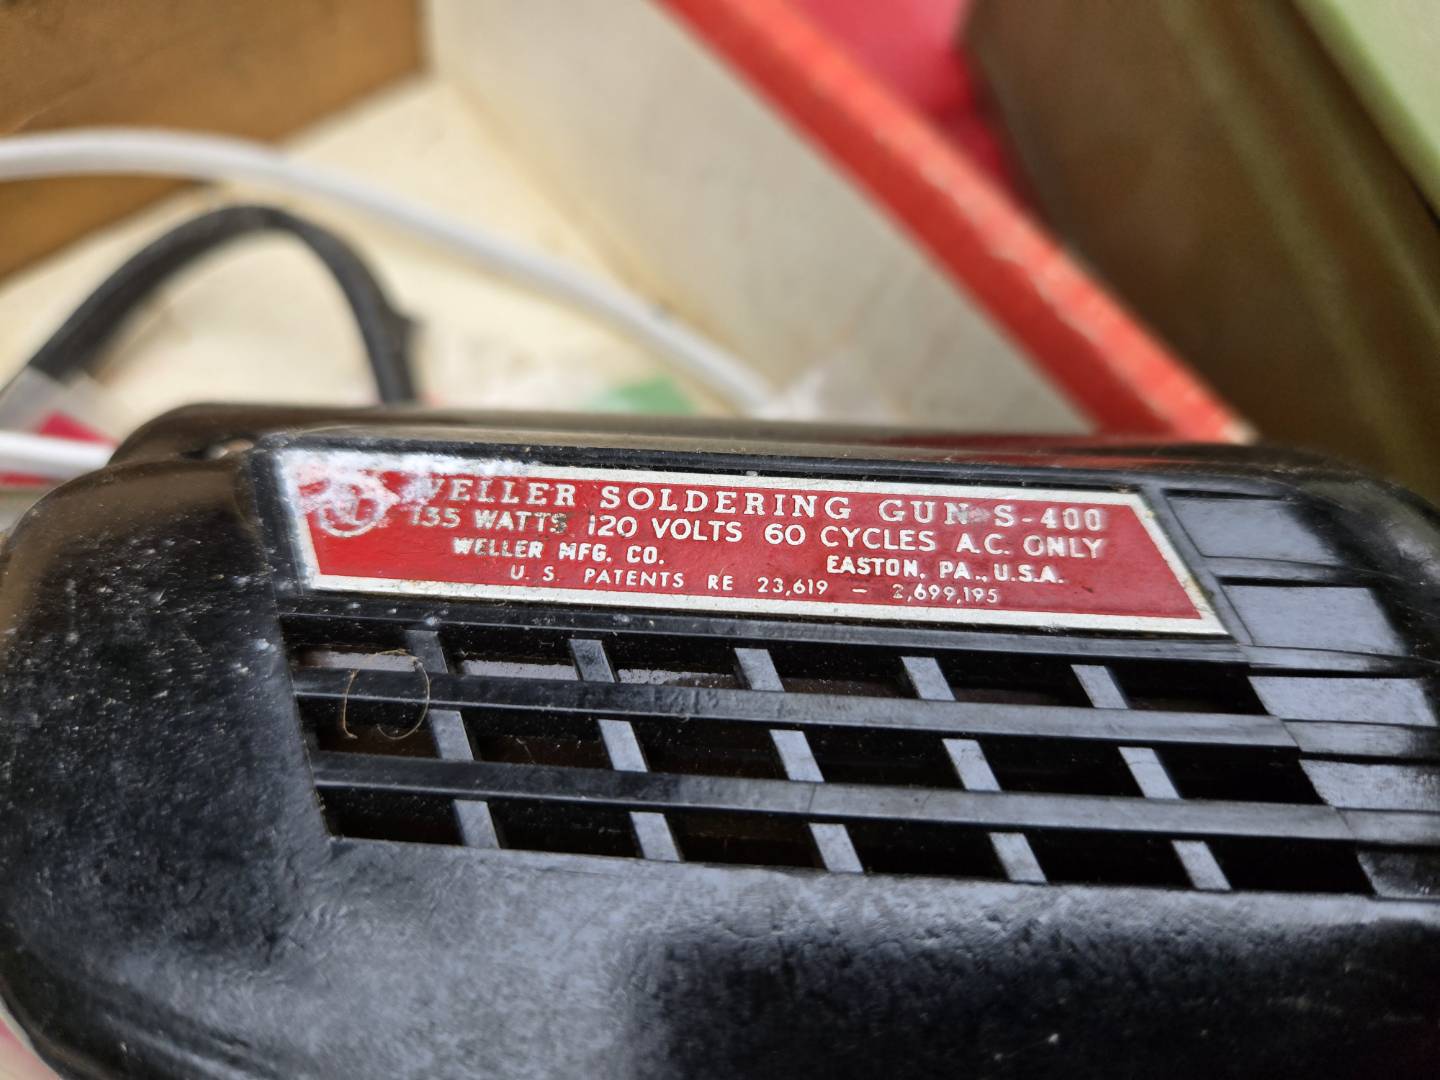 WELLER SOLDERING GUN S-400
135 WATTS 120 VOLTS 60 CYCLES A.C. ONLY
WELLER MFG. CO. EASTON, PA., U.S.A.
U. S. PATENTS RE 23,619 — 2,699,195